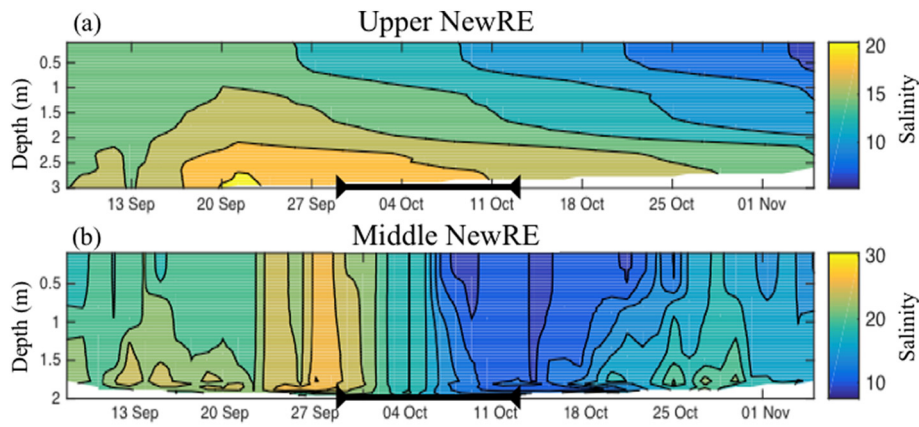 (a) Upper NewRE
Depth (m)
0.5
1
1.5
2
2.5
3
13 Sep 20 Sep 27 Sep 04 Oct 11 Oct 18 Oct 25 Oct 01 Nov
20
15
10
Salinity
(b) Middle NewRE
Depth (m)
0.5
1
1.5
2
13 Sep 20 Sep 27 Sep 04 Oct 11 Oct 18 Oct 25 Oct 01 Nov
30
20
10
Salinity